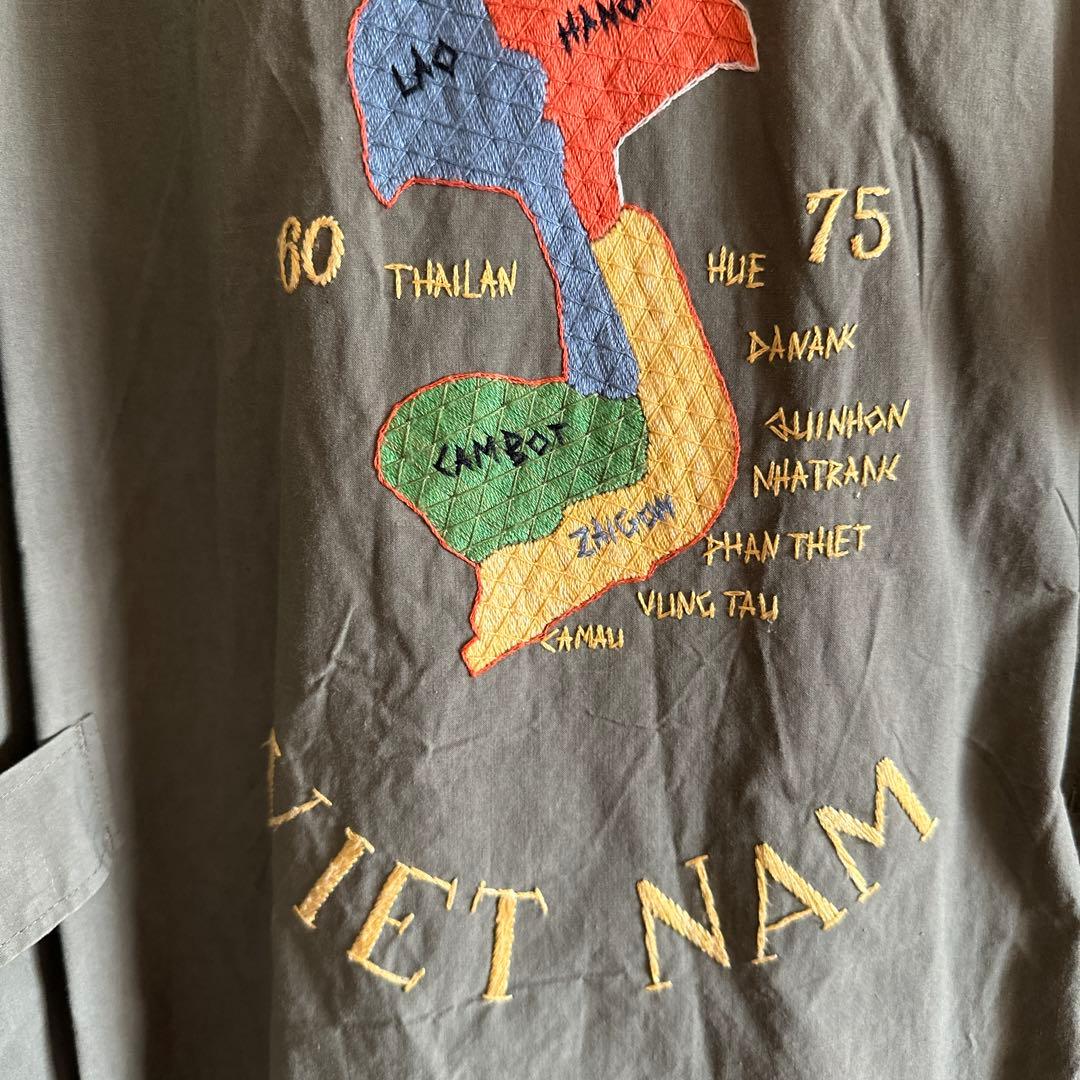 HANOI
LAO
60
75
THAILAN
HUE
DANANG
QUINHON
CAMBOT
NHATRANG
ZAIGON
PHAN THIET
VUNG TAU
CAMAU
VIET NAM